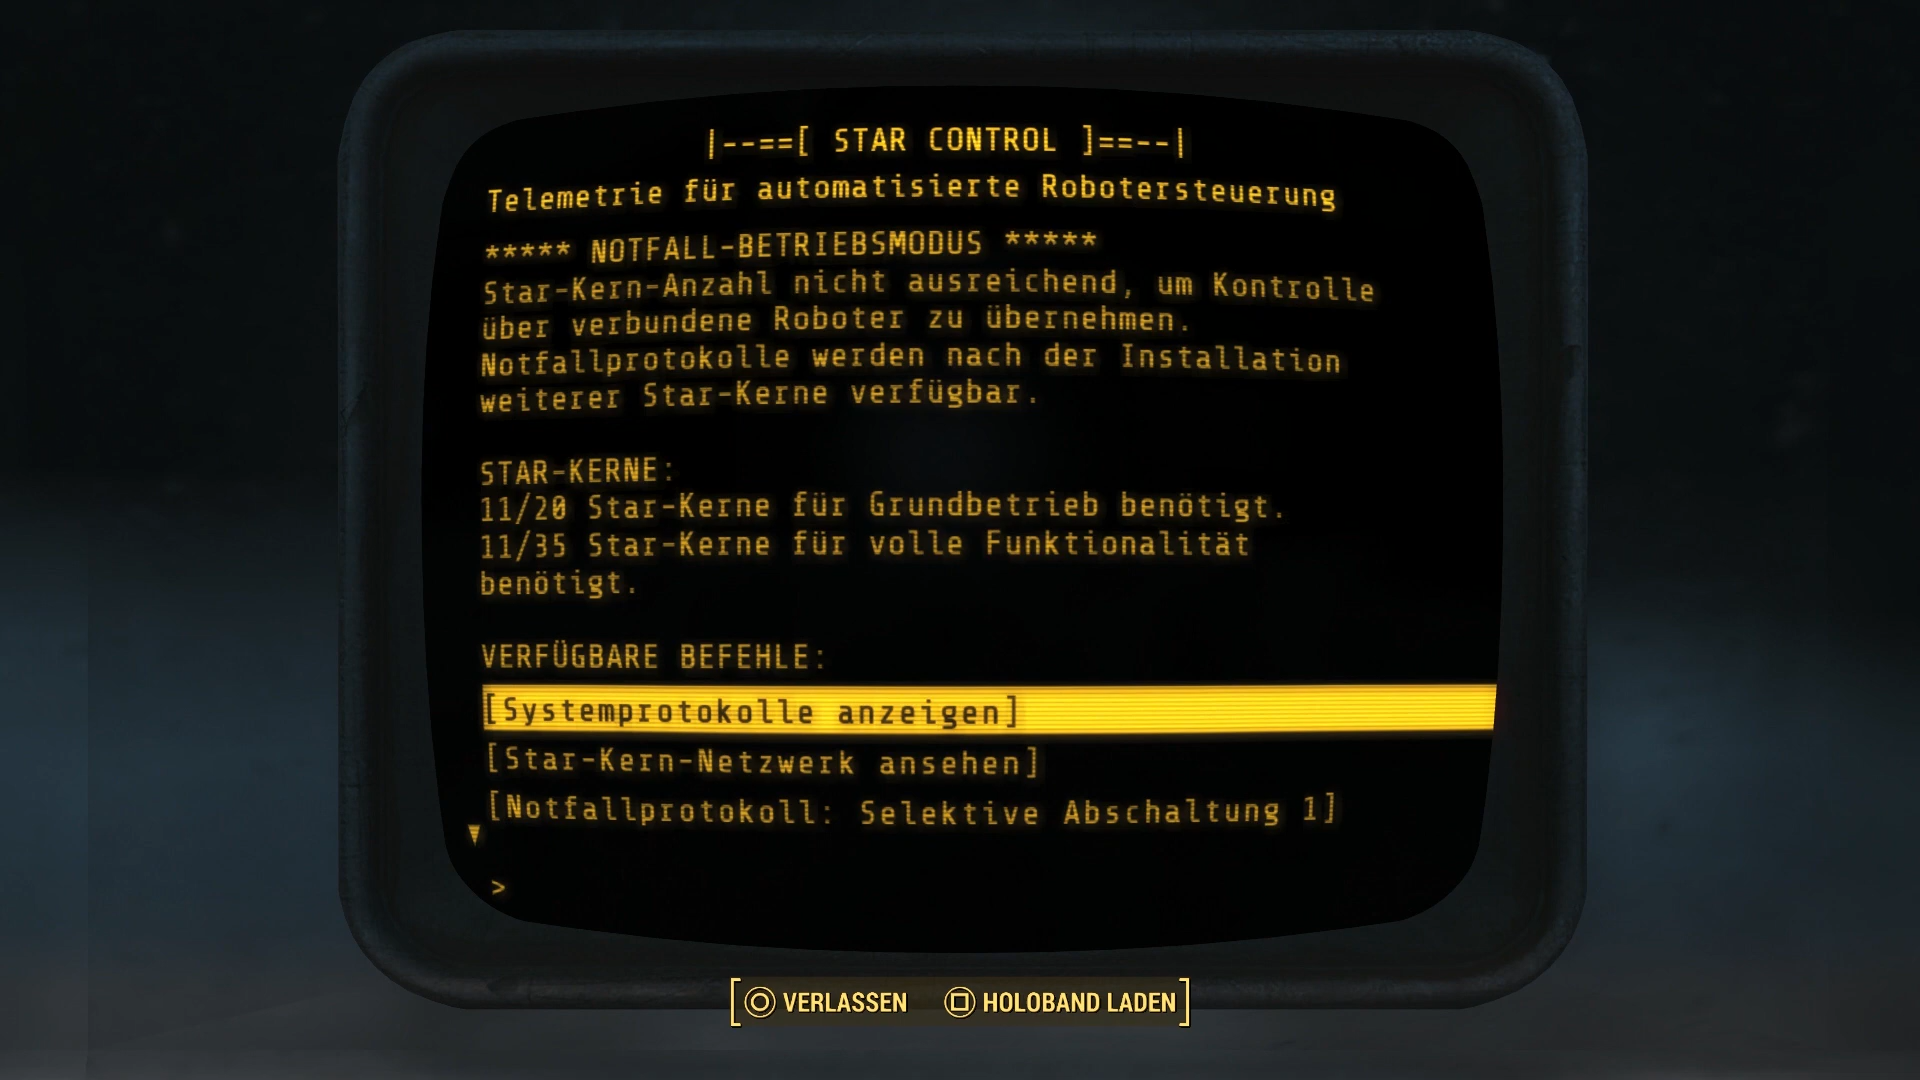 |--==[ STAR CONTROL ]==--|
Telemetrie für automatisierte Robotersteuerung
***** NOTFALL-BETRIEBSMODUS *****
Star-Kern-Anzahl nicht ausreichend, um Kontrolle
über verbundene Roboter zu übernehmen.
Notfallprotokolle werden nach der Installation
weiterer Star-Kerne verfügbar.
STAR-KERNE:
11/20 Star-Kerne für Grundbetrieb benötigt.
11/35 Star-Kerne für volle Funktionalität
benötigt.
VERFÜGBARE BEFEHLE:
[Systemprotokolle anzeigen]
[Star-Kern-Netzwerk ansehen]
[Notfallprotokoll: Selektive Abschaltung 1]
>
VERLASSEN HOLOBAND LADEN